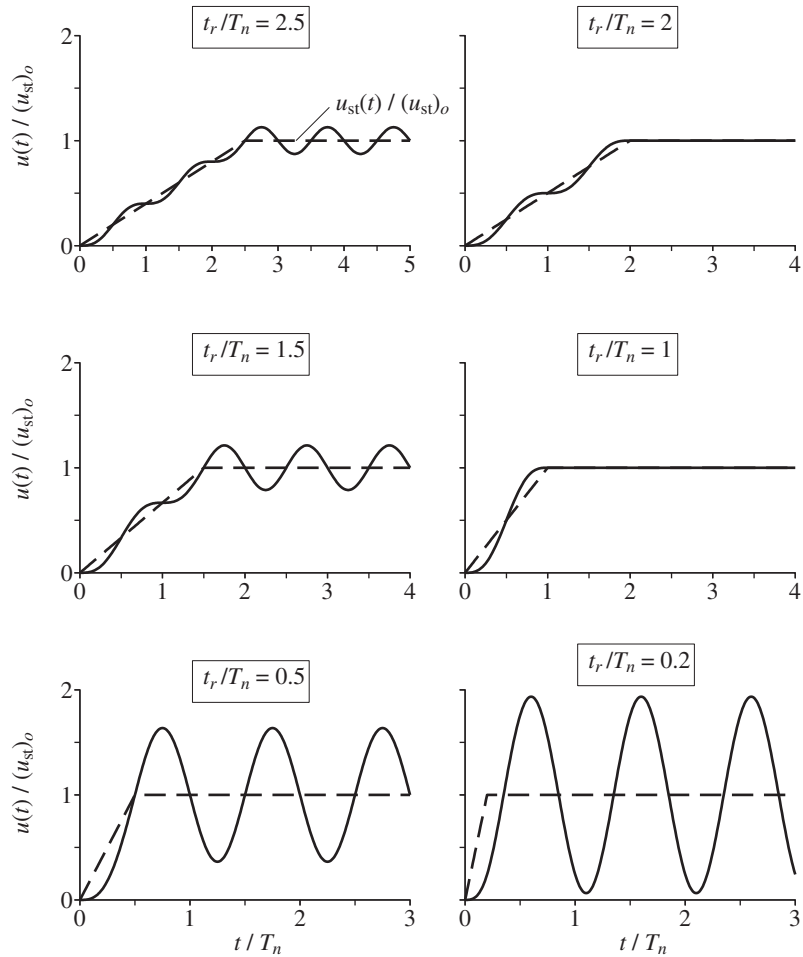 t_r/T_n = 2.5
u(t) / (u_st)_o
2
1
0
u_st(t) / (u_st)_o
0 1 2 3 4 5
t_r/T_n = 2
0 1 2 3 4
t_r/T_n = 1.5
u(t) / (u_st)_o
2
1
0
0 1 2 3 4
t_r/T_n = 1
0 1 2 3 4
t_r/T_n = 0.5
u(t) / (u_st)_o
2
1
0
0 1 2 3
t / T_n
t_r/T_n = 0.2
0 1 2 3
t / T_n